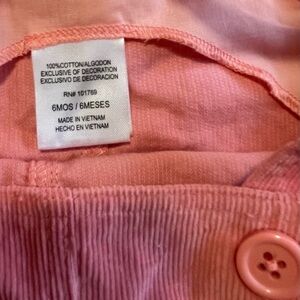 100%COTTON/ALGODON
EXCLUSIVE OF DECORATION
EXCLUSIVO DE DECORACION
RN# 101769
6MOS / 6MESES
MADE IN VIETNAM
HECHO EN VIETNAM